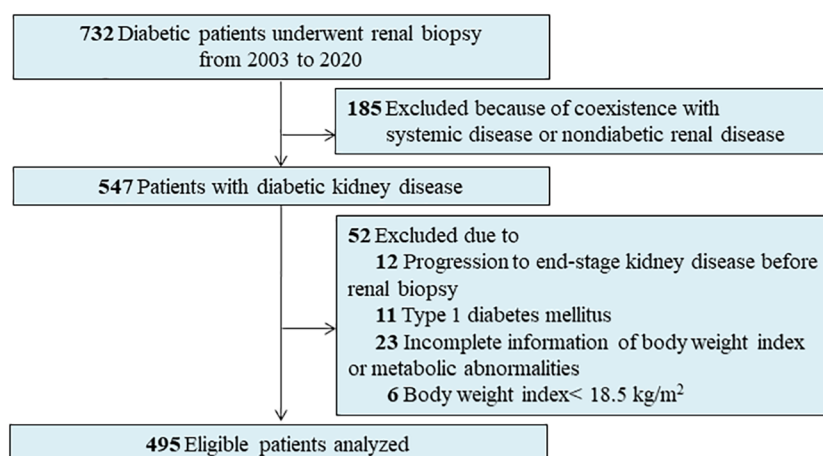 732 Diabetic patients underwent renal biopsy
from 2003 to 2020
185 Excluded because of coexistence with
systemic disease or nondiabetic renal disease
547 Patients with diabetic kidney disease
52 Excluded due to
12 Progression to end-stage kidney disease before
renal biopsy
11 Type 1 diabetes mellitus
23 Incomplete information of body weight index
or metabolic abnormalities
6 Body weight index< 18.5 kg/m²
495 Eligible patients analyzed